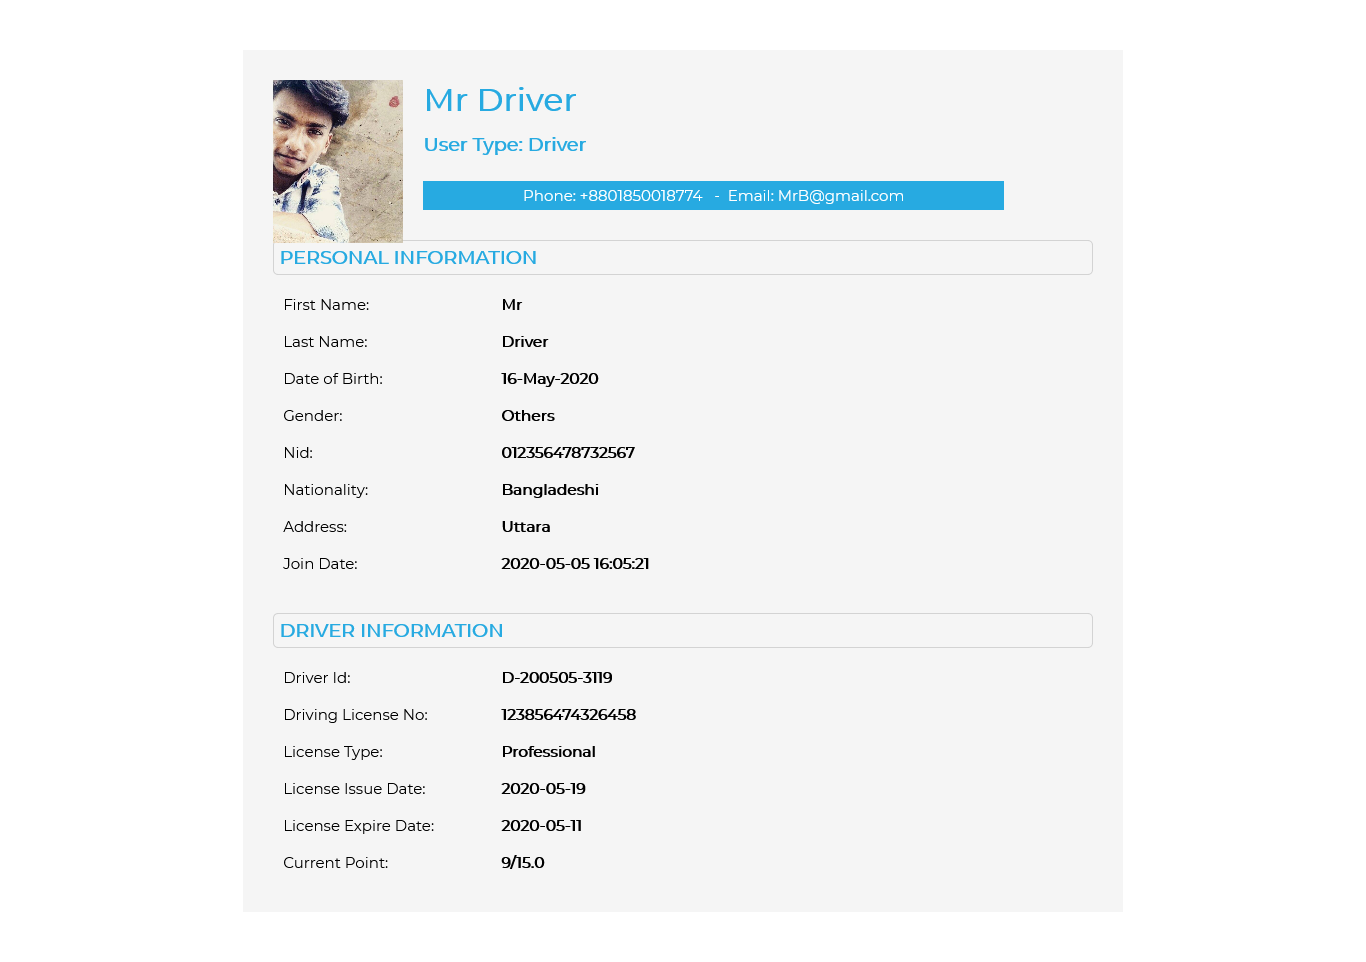 Mr Driver
User Type: Driver
Phone: +8801850018774 - Email: MrB@gmail.com
PERSONAL INFORMATION
First Name: Mr
Last Name: Driver
Date of Birth: 16-May-2020
Gender: Others
Nid: 012356478732567
Nationality: Bangladeshi
Address: Uttara
Join Date: 2020-05-05 16:05:21
DRIVER INFORMATION
Driver Id: D-200505-3119
Driving License No: 123856474326458
License Type: Professional
License Issue Date: 2020-05-19
License Expire Date: 2020-05-11
Current Point: 9/15.0